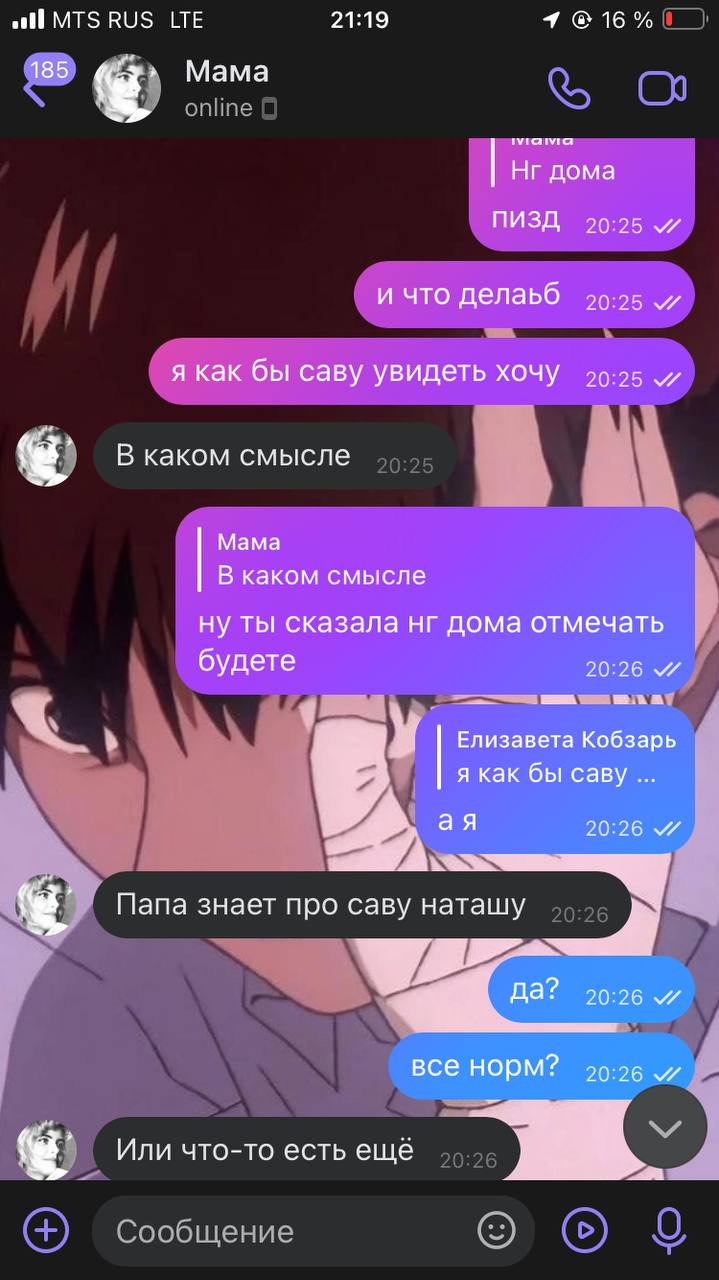 MTS RUS LTE 21:19 16 %
185
Мама
online
Мама
Нг дома
пизд 20:25
и что делаьб 20:25
я как бы саву увидеть хочу 20:25
В каком смысле 20:25
Мама
В каком смысле
ну ты сказала нг дома отмечать
будете 20:26
Елизавета Кобзарь
я как бы саву ...
а я 20:26
Папа знает про саву наташу 20:26
да? 20:26
все норм? 20:26
Или что-то есть ещё 20:26
Сообщение